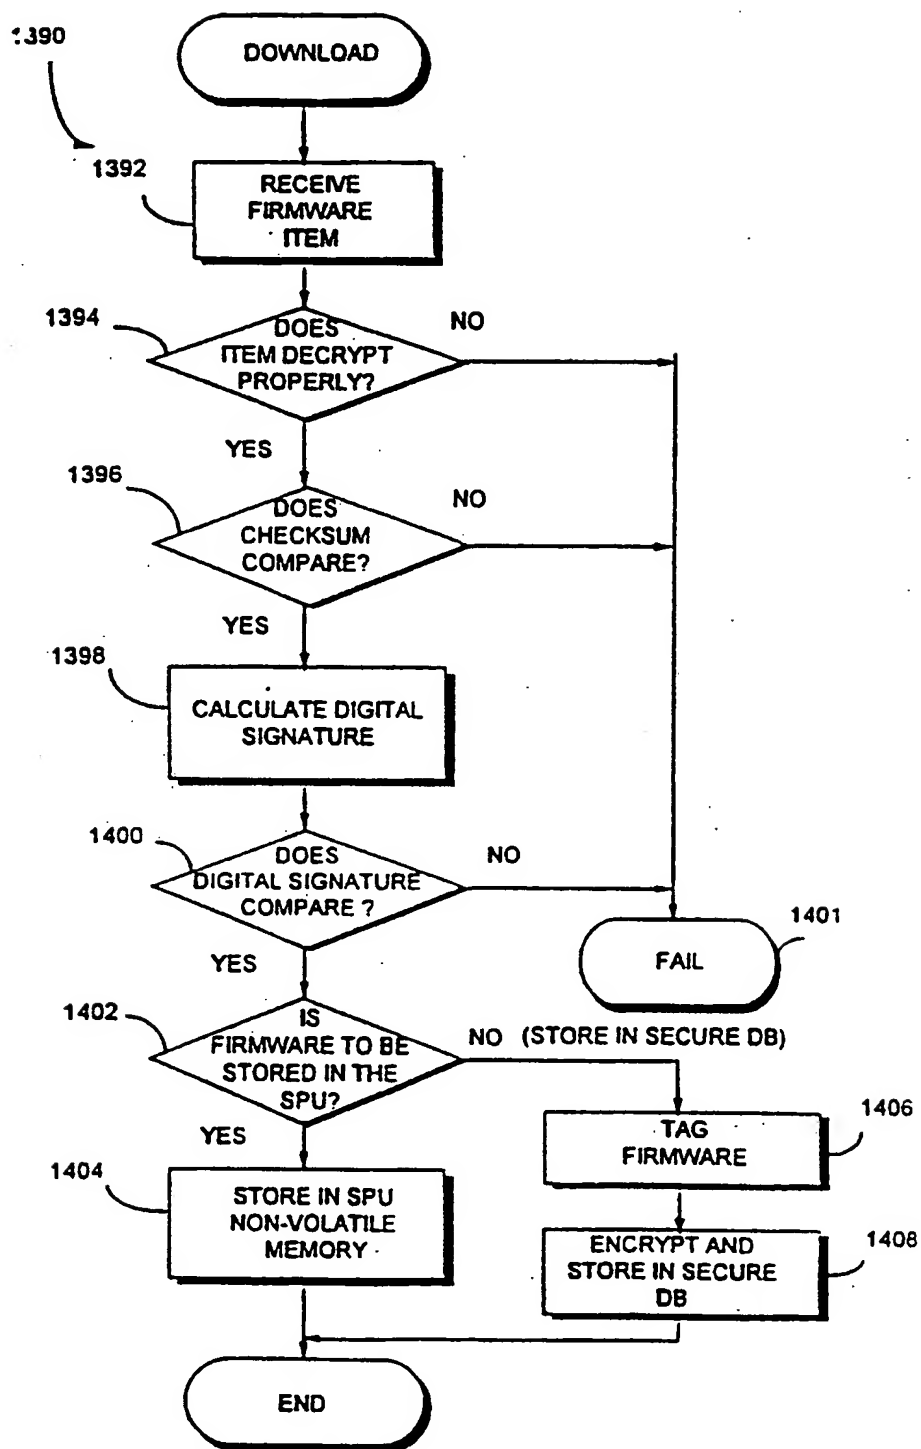 1390
DOWNLOAD
1392
RECEIVE
FIRMWARE
ITEM
1394
DOES
ITEM DECRYPT
PROPERLY?
NO
YES
1396
DOES
CHECKSUM
COMPARE?
NO
YES
1398
CALCULATE DIGITAL
SIGNATURE
1400
DOES
DIGITAL SIGNATURE
COMPARE ?
NO
YES
1401
FAIL
1402
IS
FIRMWARE TO BE
STORED IN THE
SPU?
NO (STORE IN SECURE DB)
YES
1406
TAG
FIRMWARE
1404
STORE IN SPU
NON-VOLATILE
MEMORY
1408
ENCRYPT AND
STORE IN SECURE
DB
END